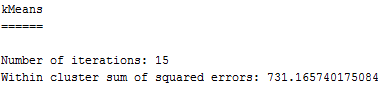 kMeans
======
Number of iterations: 15
Within cluster sum of squared errors: 731.165740175084